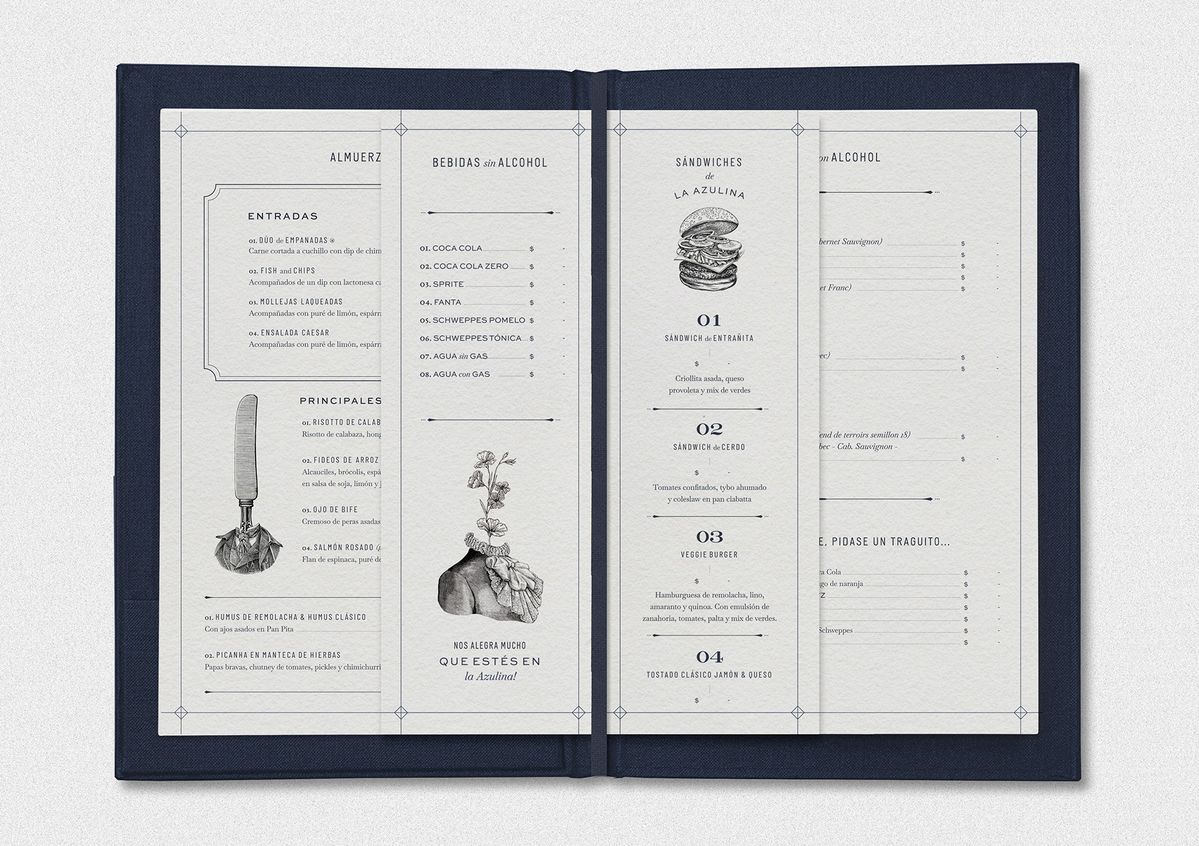 ALMUERZ
ENTRADAS
01. DÚO de EMPANADAS ®
Carne cortada a cuchillo con dip de chim
02. FISH and CHIPS
Acompañados de un dip con lactonesa c
03. MOLLEJAS LAQUEADAS
Acompañadas con puré de limón, espárr
04. ENSALADA CAESAR
Acompañadas con puré de limón, espárr
PRINCIPALES
01. RISOTTO DE CALAB
Risotto de calabaza, hong
02. FIDEOS DE ARROZ
Alcauciles, brócolis, espá
en salsa de soja, limón y j
03. OJO DE BIFE
Cremoso de peras asadas
04. SALMÓN ROSADO
Flan de espinaca, puré de
01. HUMUS DE REMOLACHA & HUMUS CLÁSICO
Con ajos asados en Pan Pita
02. PICANHA EN MANTECA DE HIERBAS
Papas bravas, chutney de tomates, pickles y chimichurri
BEBIDAS sin ALCOHOL
01. COCA COLA $ -
02. COCA COLA ZERO $ -
03. SPRITE $ -
04. FANTA $ -
05. SCHWEPPES POMELO $ -
06. SCHWEPPES TÓNICA $ -
07. AGUA sin GAS $ -
08. AGUA con GAS $ -
NOS ALEGRA MUCHO
QUE ESTÉS EN
la Azulina!
SÁNDWICHES
de
LA AZULINA
01
SÁNDWICH de ENTRAÑITA
$ -
Criollita asada, queso
provoleta y mix de verdes
02
SÁNDWICH de CERDO
$ -
Tomates confitados, tybo ahumado
y coleslaw en pan ciabatta
03
VEGGIE BURGER
$ -
Hamburguesa de remolacha, lino,
amaranto y quinoa. Con emulsión de
zanahoria, tomates, palta y mix de verdes.
04
TOSTADO CLÁSICO JAMÓN & QUESO
$ -
on ALCOHOL
bernet Sauvignon) $ -
$ -
$ -
$ -
et Franc) $ -
ec) $ -
$ -
end de terroirs semillon 18) $ -
bec - Cab. Sauvignon -
$ -
E, PIDASE UN TRAGUITO...
a Cola $ -
go de naranja $ -
Z $ -
$ -
$ -
Schweppes $ -
$ -